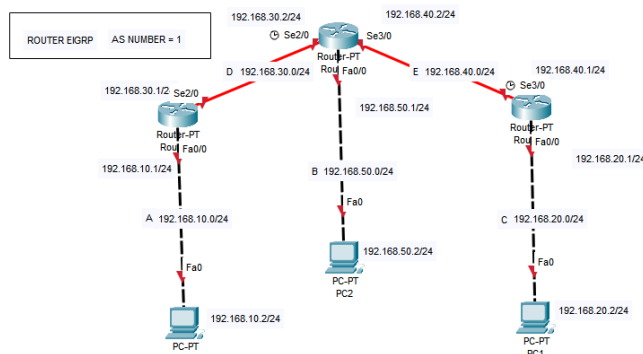 ROUTER EIGRP AS NUMBER = 1
192.168.30.2/24
192.168.40.2/24
Se2/0
Se3/0
Router-PT
Rou
Fa0/0
D 192.168.30.0/24
E 192.168.40.0/24
192.168.40.1/24
Se3/0
192.168.30.1/2
Se2/0
192.168.50.1/24
Router-PT
Rou
Fa0/0
Router-PT
Rou
Fa0/0
192.168.10.1/24
192.168.20.1/24
B 192.168.50.0/24
A 192.168.10.0/24
C 192.168.20.0/24
Fa0
192.168.50.2/24
PC-PT
PC2
Fa0
Fa0
192.168.10.2/24
PC-PT
192.168.20.2/24
PC-PT
PC1